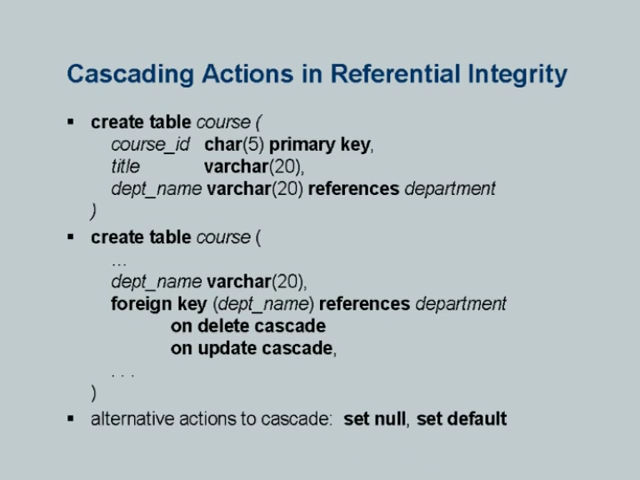 Cascading Actions in Referential Integrity
▪ create table course (
course_id char(5) primary key,
title varchar(20),
dept_name varchar(20) references department
)
▪ create table course (
…
dept_name varchar(20),
foreign key (dept_name) references department
on delete cascade
on update cascade,
. . .
)
▪ alternative actions to cascade: set null, set default